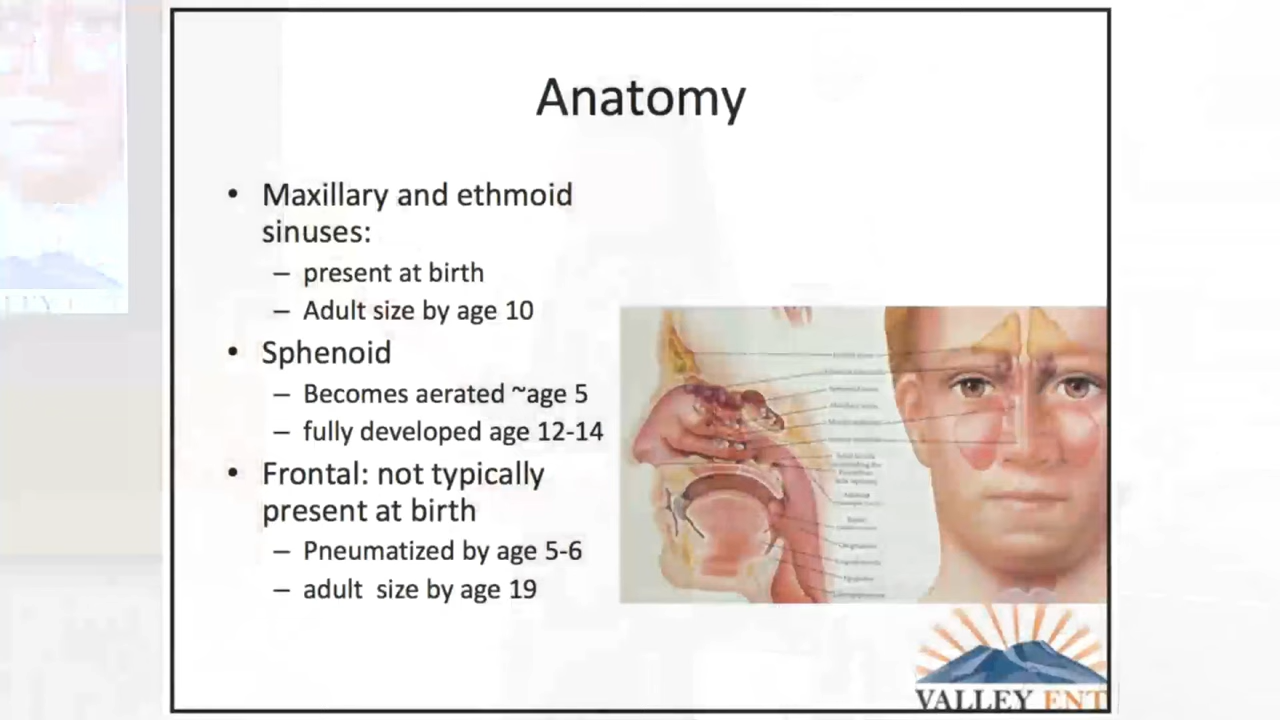 Anatomy
• Maxillary and ethmoid
sinuses:
– present at birth
– Adult size by age 10
• Sphenoid
– Becomes aerated ~age 5
– fully developed age 12-14
• Frontal: not typically
present at birth
– Pneumatized by age 5-6
– adult size by age 19
VALLEY ENT